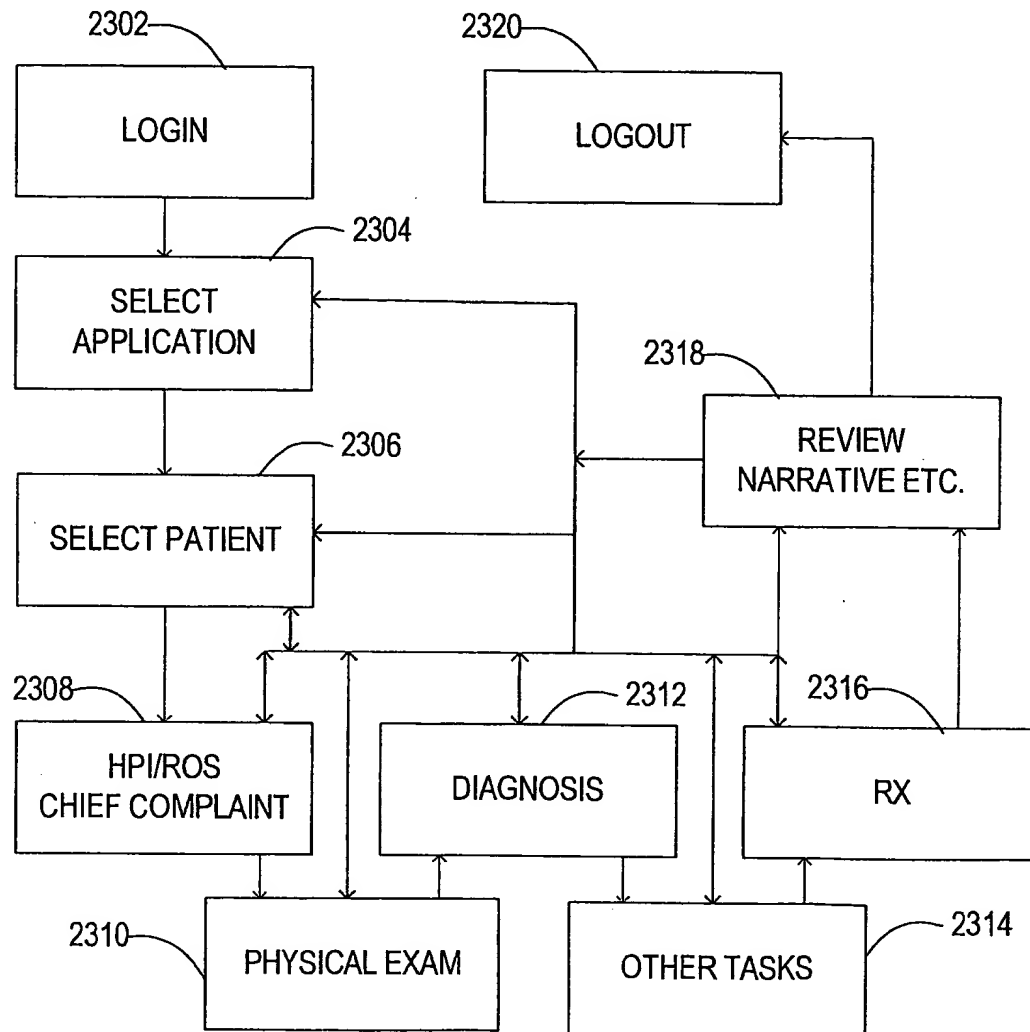 2302
LOGIN
2320
LOGOUT
2304
SELECT
APPLICATION
2318
REVIEW
NARRATIVE ETC.
2306
SELECT PATIENT
2308
HPI/ROS
CHIEF COMPLAINT
2312
DIAGNOSIS
2316
RX
2310
PHYSICAL EXAM
2314
OTHER TASKS